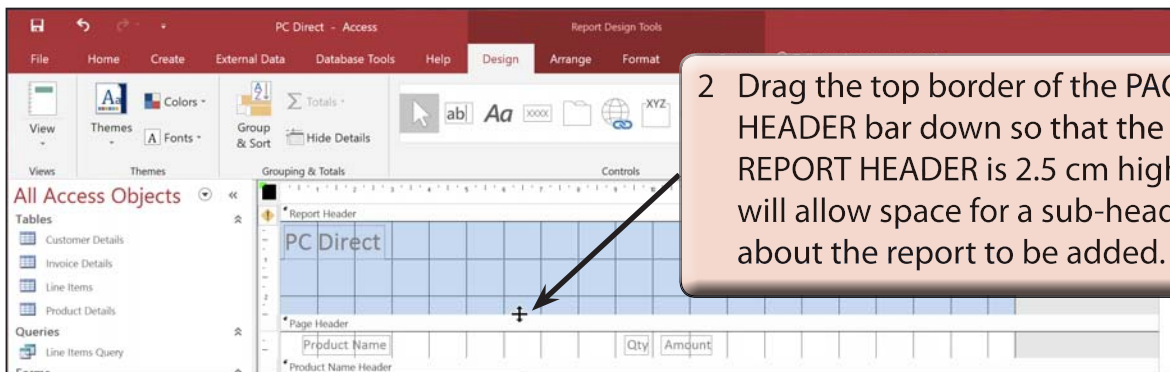 PC Direct - Access
Report Design Tools
File Home Create External Data Database Tools Help Design Arrange Format
View
Themes
Colors
Fonts
Group & Sort
Totals
Hide Details
ab| Aa xxxx XYZ
Views Themes Grouping & Totals Controls
All Access Objects
Tables
Customer Details
Invoice Details
Line Items
Product Details
Queries
Line Items Query
Report Header
PC Direct
Page Header
Product Name Qty Amount
Product Name Header
2 Drag the top border of the
HEADER bar down so that the
REPORT HEADER is 2.5 cm
will allow space for a
about the report to be added.